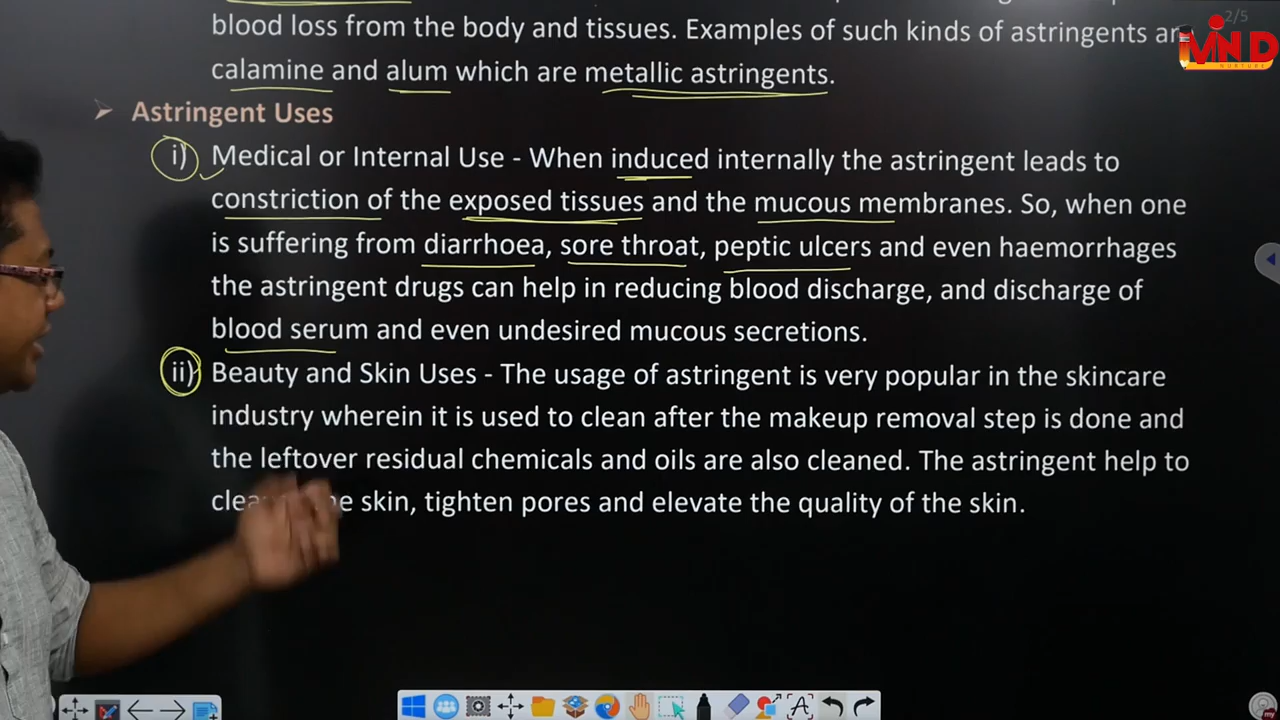 2/5
MIND
NURTURE
blood loss from the body and tissues. Examples of such kinds of astringents
calamine and alum which are metallic astringents.
➤ Astringent Uses
i) Medical or Internal Use - When induced internally the astringent leads to
constriction of the exposed tissues and the mucous membranes. So, when one
is suffering from diarrhoea, sore throat, peptic ulcers and even haemorrhages
the astringent drugs can help in reducing blood discharge, and discharge of
blood serum and even undesired mucous secretions.
ii) Beauty and Skin Uses - The usage of astringent is very popular in the skincare
industry wherein it is used to clean after the makeup removal step is done and
the leftover residual chemicals and oils are also cleaned. The astringent help to
skin, tighten pores and elevate the quality of the skin.